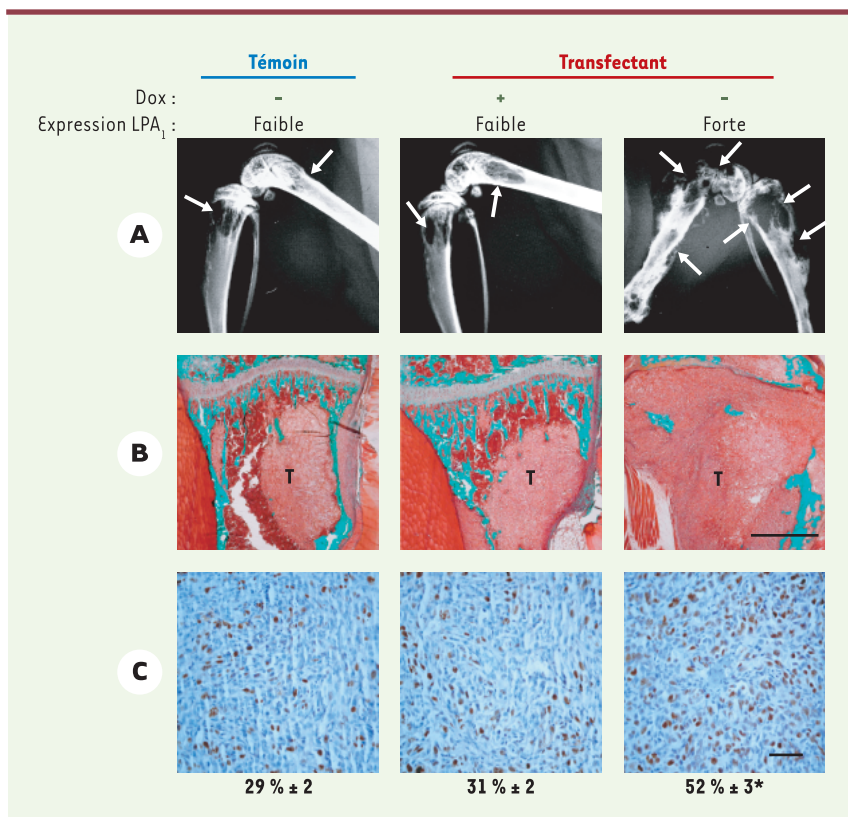 Témoin Transfectant
Dox : - + -
Expression LPA1 : Faible Faible Forte
A
B
T T T
C
29 % ± 2 31 % ± 2 52 % ± 3*